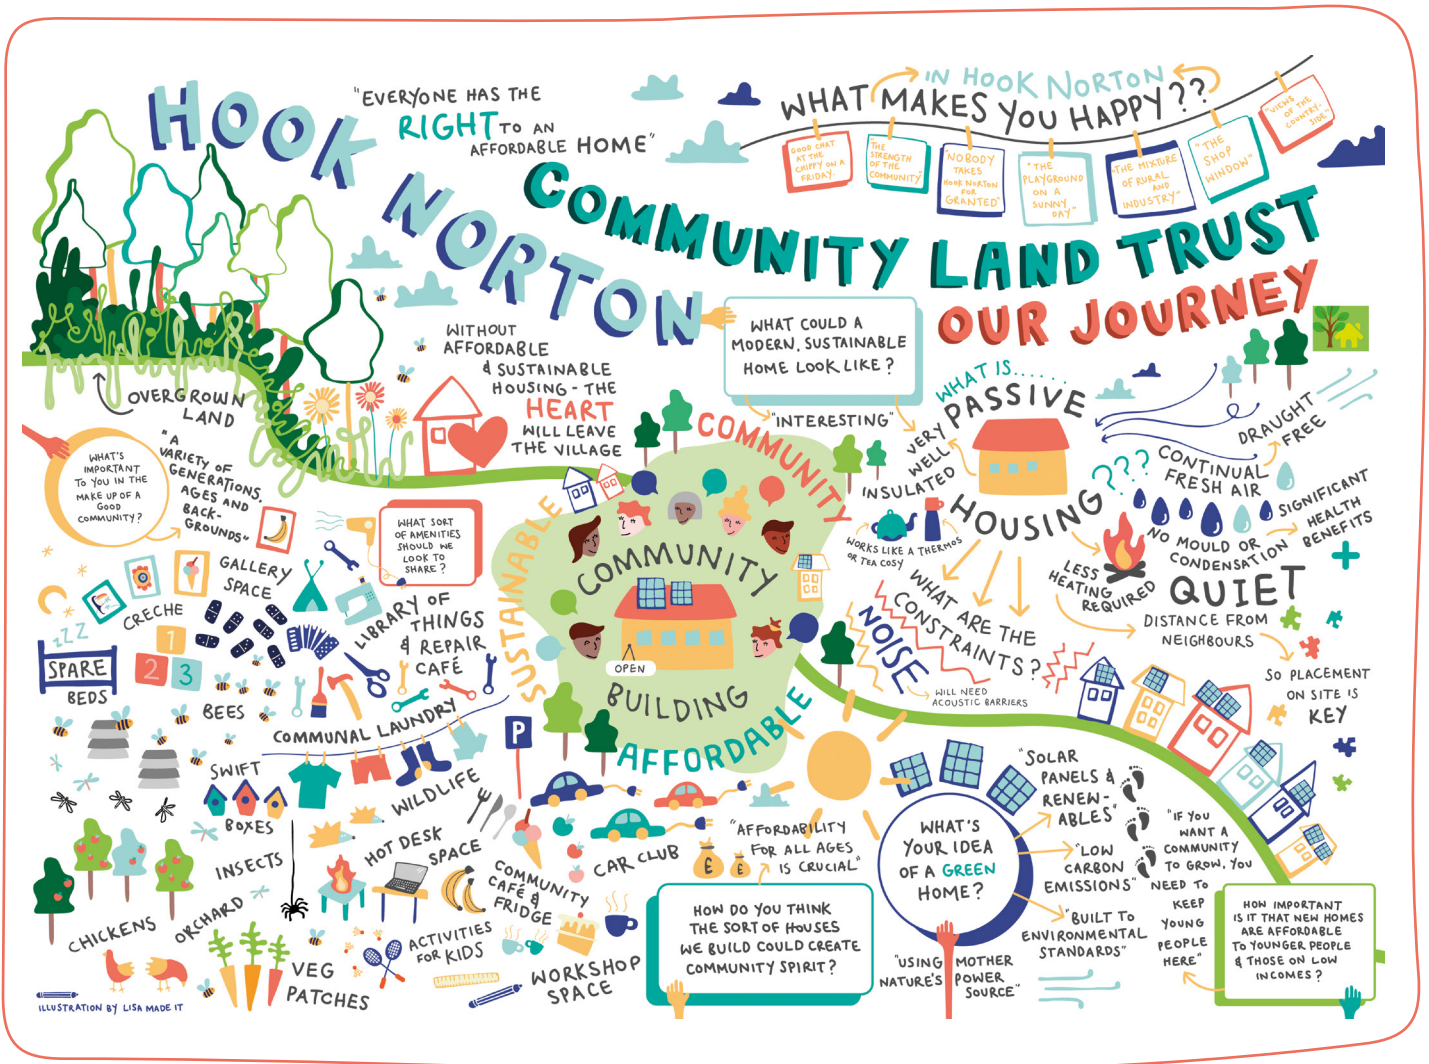 HOOK
NORTON
"EVERYONE HAS THE
RIGHT TO AN
AFFORDABLE HOME"
COMMUNITY LAND TRUST
OUR JOURNEY
IN HOOK NORTON
WHAT MAKES YOU HAPPY??
GOOD CHAT
AT THE
CHIPPY ON A
FRIDAY.
"THE
STRENGTH
OF THE
COMMUNITY"
"NOBODY
TAKES
HOOK NORTON
FOR
GRANTED"
"THE
PLAYGROUND
ON A
SUNNY
DAY"
"THE MIXTURE
OF RURAL
AND
INDUSTRY"
"THE
SHOP
WINDOW"
"VIEWS
OF THE
COUNTRY-
SIDE"
OVERGROWN
LAND
WITHOUT
AFFORDABLE
& SUSTAINABLE
HOUSING - THE
HEART
WILL LEAVE
THE VILLAGE
WHAT COULD A
MODERN, SUSTAINABLE
HOME LOOK LIKE?
"INTERESTING"
WHAT IS......
PASSIVE
HOUSING
???
VERY
WELL
INSULATED
WORKS LIKE A THERMOS
OR TEA COSY
DRAUGHT
FREE
CONTINUAL
FRESH AIR
NO MOULD OR
CONDENSATION
SIGNIFICANT
HEALTH
BENEFITS
LESS
HEATING
REQUIRED
QUIET
DISTANCE FROM
NEIGHBOURS
SO PLACEMENT
ON SITE IS
KEY
WHAT ARE THE
CONSTRAINTS?
NOISE
WILL NEED
ACOUSTIC BARRIERS
WHAT'S
IMPORTANT
TO YOU IN THE
MAKE UP OF A
GOOD
COMMUNITY?
"A
VARIETY OF
GENERATIONS,
AGES AND
BACK-
GROUNDS"
WHAT SORT
OF AMENITIES
SHOULD WE
LOOK TO
SHARE?
GALLERY
SPACE
CRECHE
ZZZ
SPARE
BEDS
1
2 3
LIBRARY OF
THINGS
& REPAIR
CAFÉ
BEES
COMMUNAL LAUNDRY
SWIFT
BOXES
WILDLIFE
INSECTS
HOT DESK
SPACE
CHICKENS
ORCHARD
VEG
PATCHES
ACTIVITIES
FOR KIDS
COMMUNITY
CAFÉ &
FRIDGE
WORKSHOP
SPACE
P
CAR CLUB
SUSTAINABLE
COMMUNITY
AFFORDABLE
COMMUNITY
OPEN
BUILDING
"AFFORDABILITY
FOR ALL AGES
IS CRUCIAL"
£ £
HOW DO YOU THINK
THE SORT OF HOUSES
WE BUILD COULD CREATE
COMMUNITY SPIRIT?
WHAT'S
YOUR IDEA
OF A GREEN
HOME?
"SOLAR
PANELS &
RENEW-
ABLES"
"LOW
CARBON
EMISSIONS"
"BUILT TO
ENVIRONMENTAL
STANDARDS"
"USING MOTHER
NATURE'S POWER
SOURCE"
"IF YOU
WANT A
COMMUNITY
TO GROW, YOU
NEED TO
KEEP
YOUNG
PEOPLE
HERE"
HOW IMPORTANT
IS IT THAT NEW HOMES
ARE AFFORDABLE
TO YOUNGER PEOPLE
& THOSE ON LOW
INCOMES?
ILLUSTRATION BY LISA MADE IT